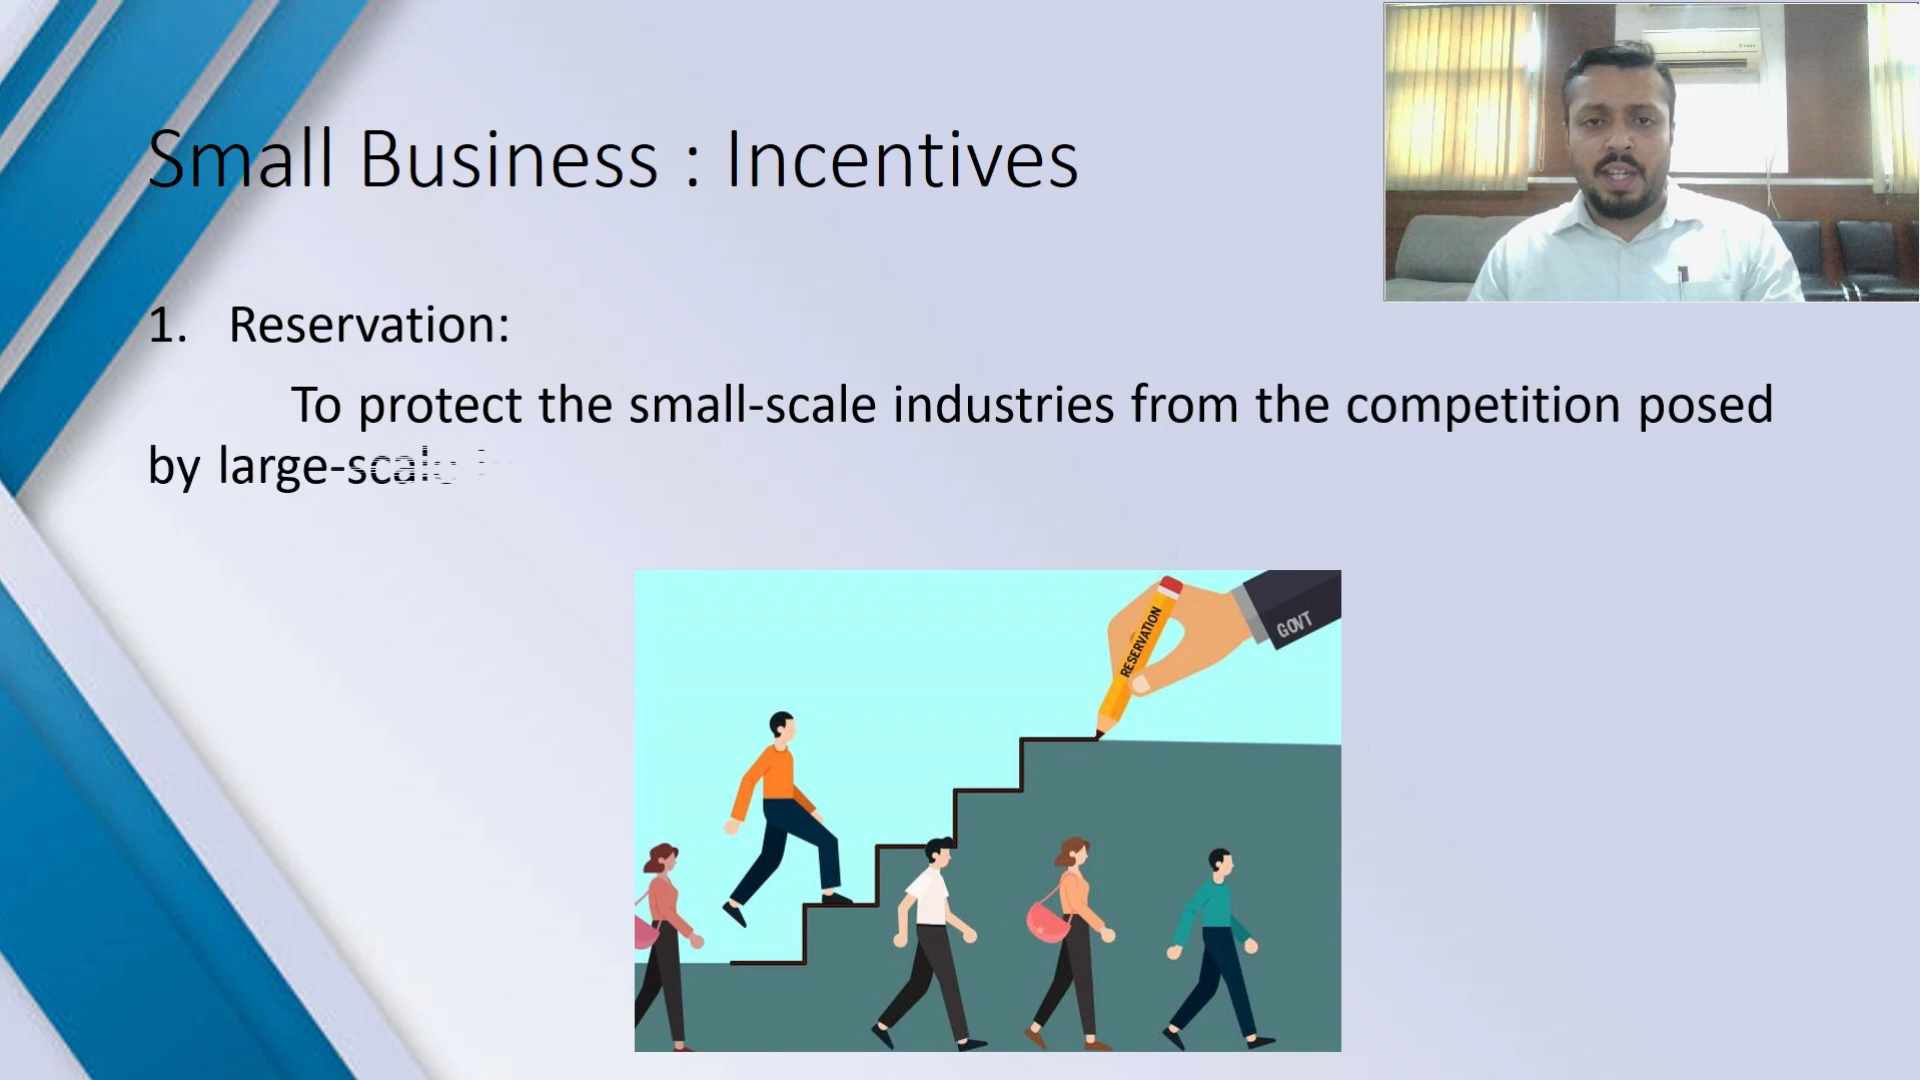 Small Business : Incentives
1. Reservation:
To protect the small-scale industries from the competition posed
by large-scale
RESERVATION
GOVT